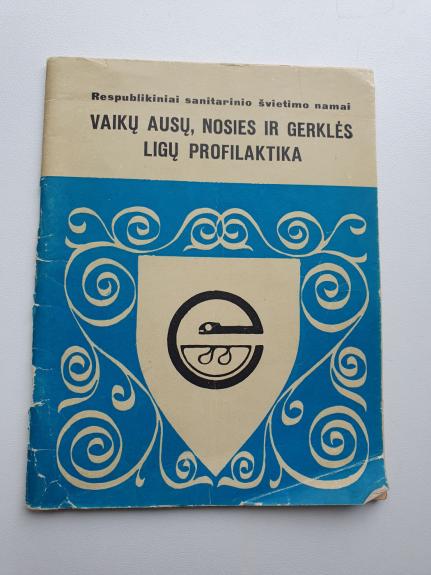 Respublikiniai sanitarinio švietimo namai
VAIKŲ AUSŲ, NOSIES IR GERKLĖS
LIGŲ PROFILAKTIKA